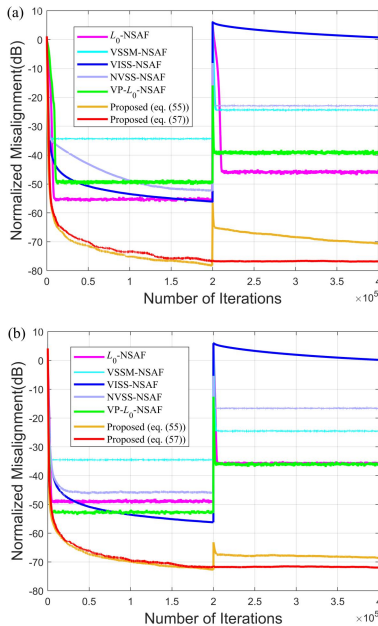 (a)
Normalized Misalignment(dB)
10
0
-10
-20
-30
-40
-50
-60
-70
-80
L0-NSAF
VSSM-NSAF
VISS-NSAF
NVSS-NSAF
VP-L0-NSAF
Proposed (eq. (55))
Proposed (eq. (57))
0 0.5 1 1.5 2 2.5 3 3.5 4
Number of Iterations
×10^5
(b)
Normalized Misalignment(dB)
10
0
-10
-20
-30
-40
-50
-60
-70
-80
L0-NSAF
VSSM-NSAF
VISS-NSAF
NVSS-NSAF
VP-L0-NSAF
Proposed (eq. (55))
Proposed (eq. (57))
0 0.5 1 1.5 2 2.5 3 3.5 4
Number of Iterations
×10^5